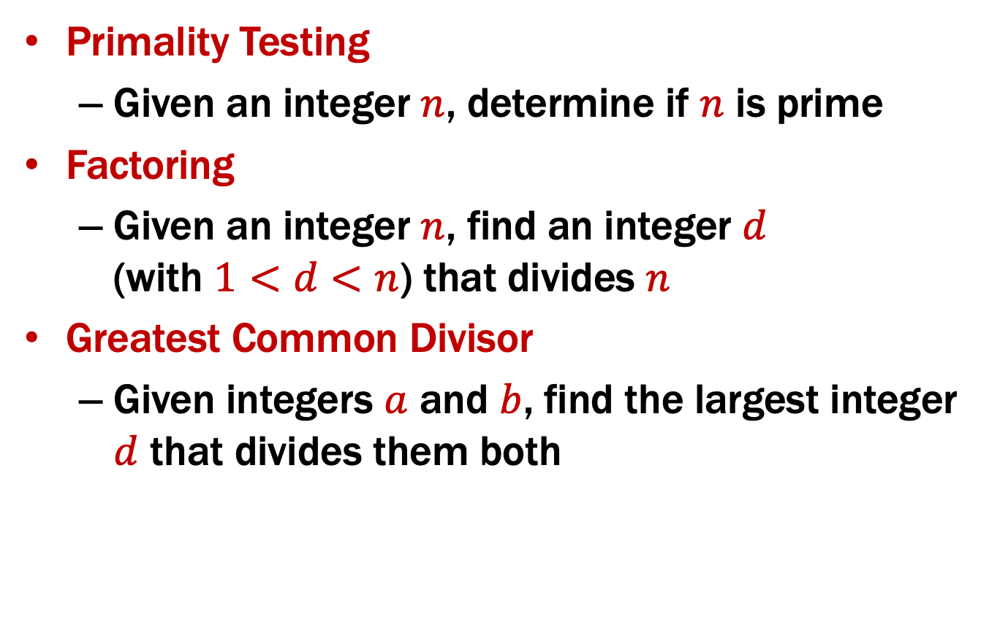 • Primality Testing
– Given an integer n, determine if n is prime
• Factoring
– Given an integer n, find an integer d
(with 1 < d < n) that divides n
• Greatest Common Divisor
– Given integers a and b, find the largest integer
d that divides them both